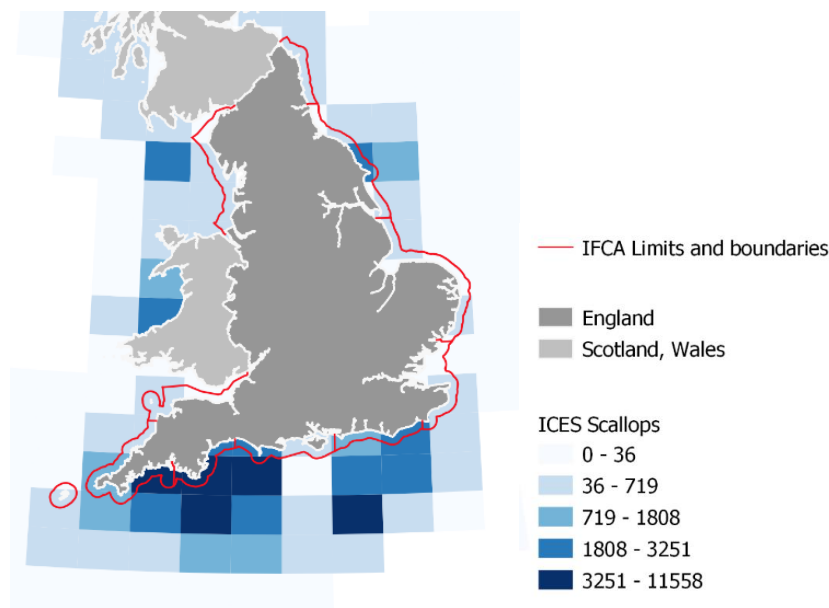 IFCA Limits and boundaries
England
Scotland, Wales
ICES Scallops
0 - 36
36 - 719
719 - 1808
1808 - 3251
3251 - 11558